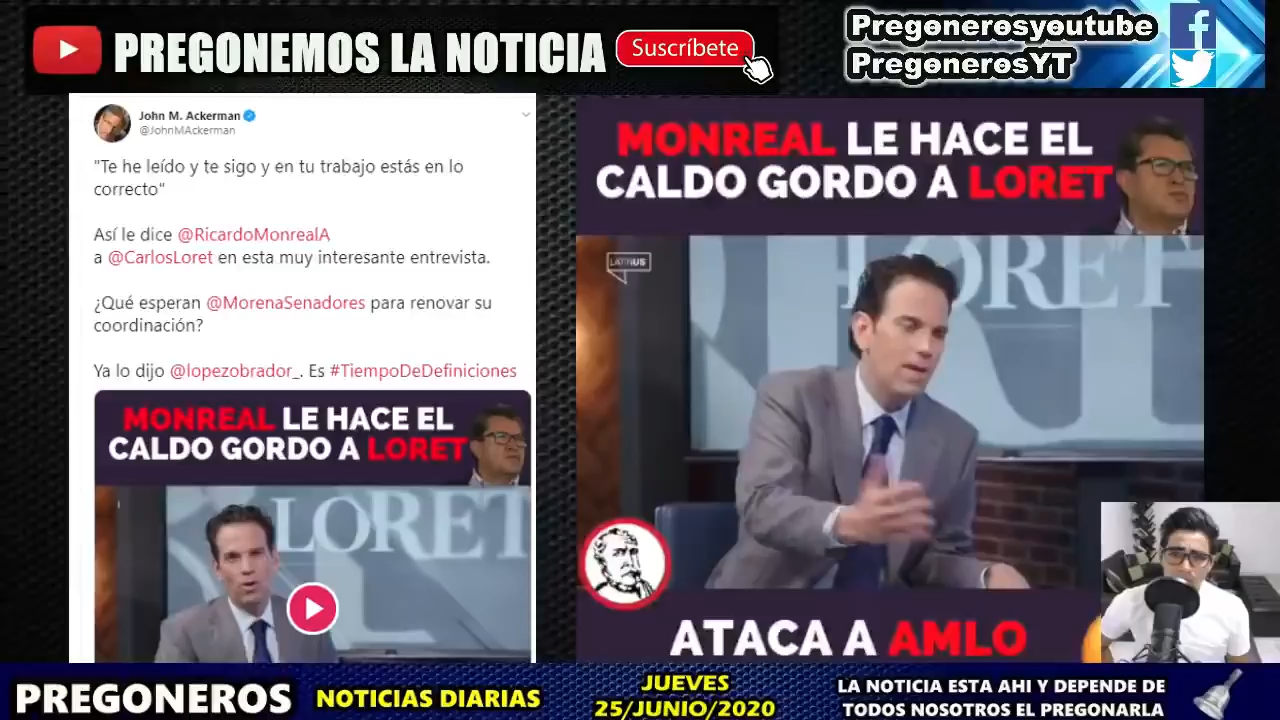 PREGONEMOS LA NOTICIA
Suscríbete
Pregonerosyoutube
PregonerosYT
John M. Ackerman
@JohnMAckerman
"Te he leído y te sigo y en tu trabajo estás en lo
correcto"
Así le dice @RicardoMonrealA
a @CarlosLoret en esta muy interesante entrevista.
¿Qué esperan @MorenaSenadores para renovar su
coordinación?
Ya lo dijo @lopezobrador_. Es #TiempoDeDefiniciones
MONREAL LE HACE EL
CALDO GORDO A LORET
LORET
MONREAL LE HACE EL
CALDO GORDO A LORET
LATINUS
LORET
ATACA A AMLO
PREGONEROS
NOTICIAS DIARIAS
JUEVES
25/JUNIO/2020
LA NOTICIA ESTA AHI Y DEPENDE DE
TODOS NOSOTROS EL PREGONARLA